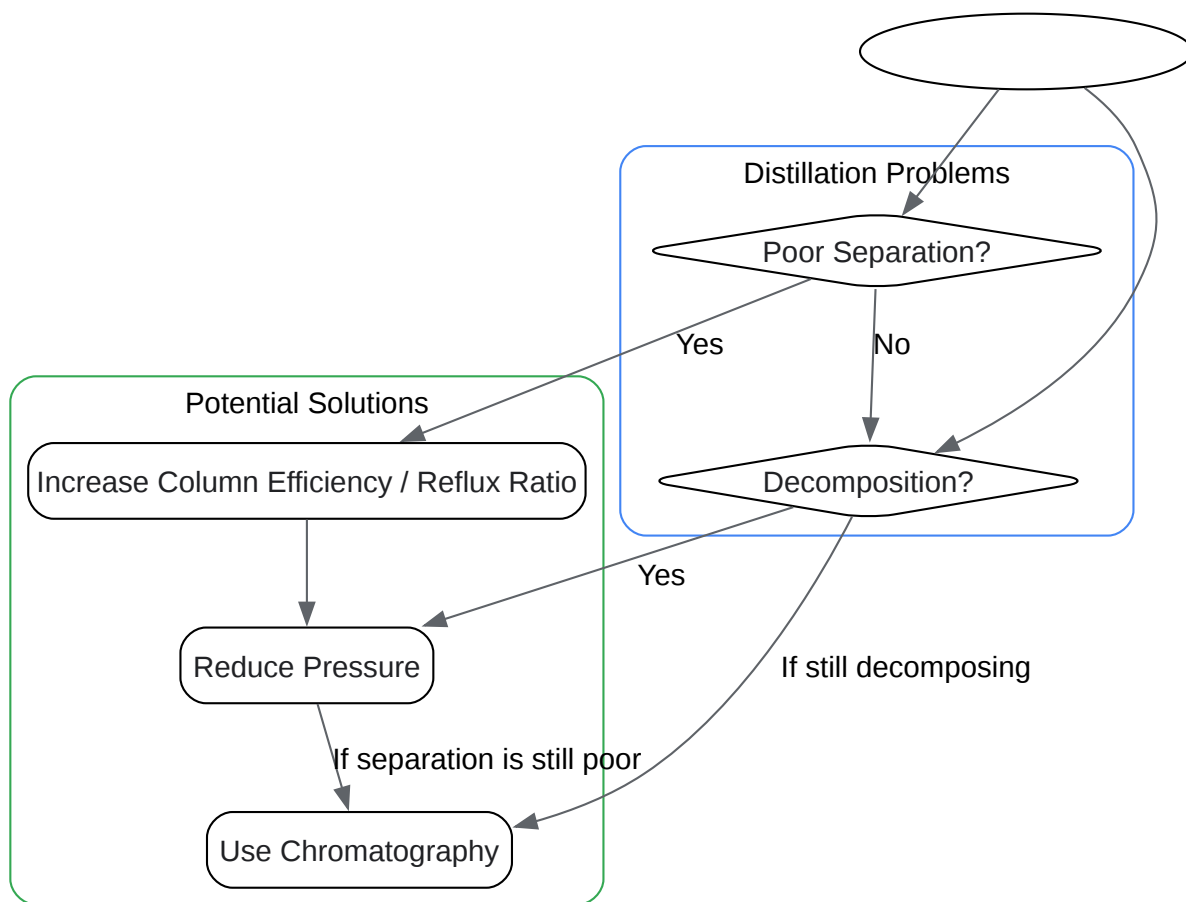 Distillation Problems
Poor Separation?
Yes
No
Potential Solutions
Increase Column Efficiency / Reflux Ratio
Decomposition?
Yes
Reduce Pressure
If still decomposing
If separation is still poor
Use Chromatography